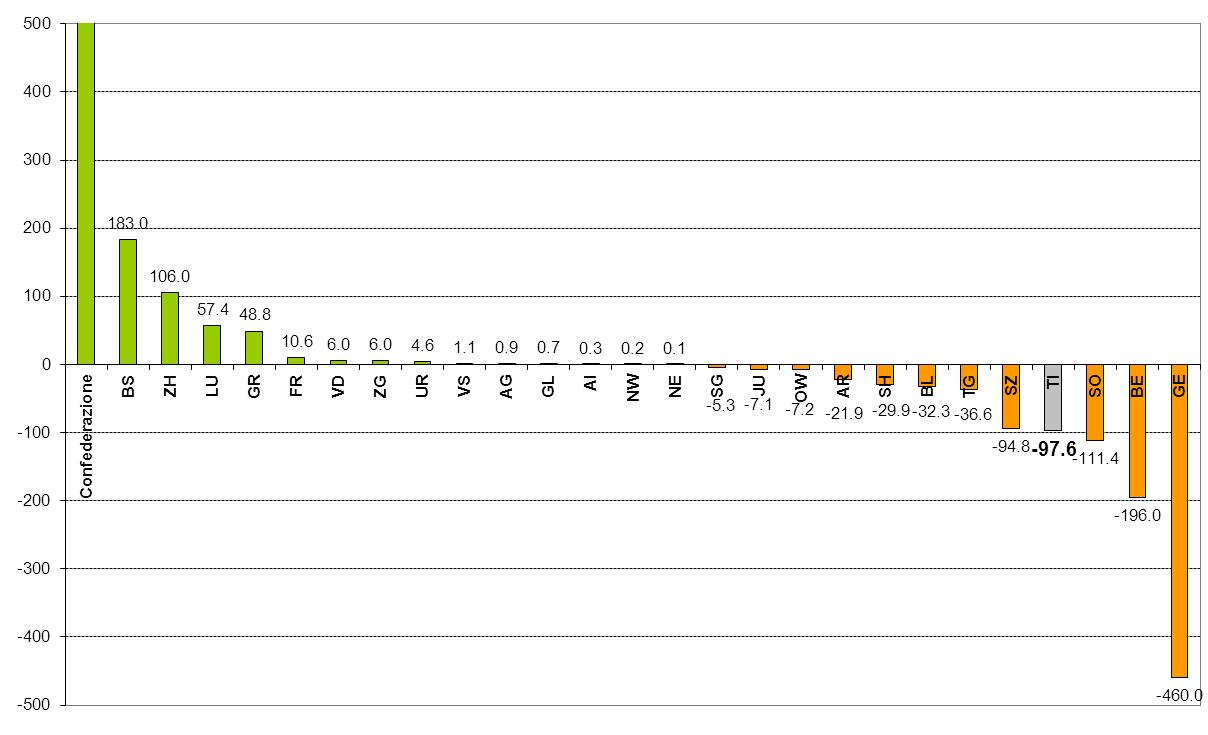 500
400
300
200
100
0
-100
-200
-300
-400
-500
183.0
106.0
57.4
48.8
10.6
6.0
6.0
4.6
1.1
0.9
0.7
0.3
0.2
0.1
-5.3
-7.1
-7.2
-21.9
-29.9
-32.3
-36.6
-94.8
-97.6
-111.4
-196.0
-460.0
Confederazione
BS
ZH
LU
GR
FR
VD
ZG
UR
VS
AG
GL
AI
NW
NE
SG
JU
OW
AR
SH
BL
TG
SZ
TI
SO
BE
GE